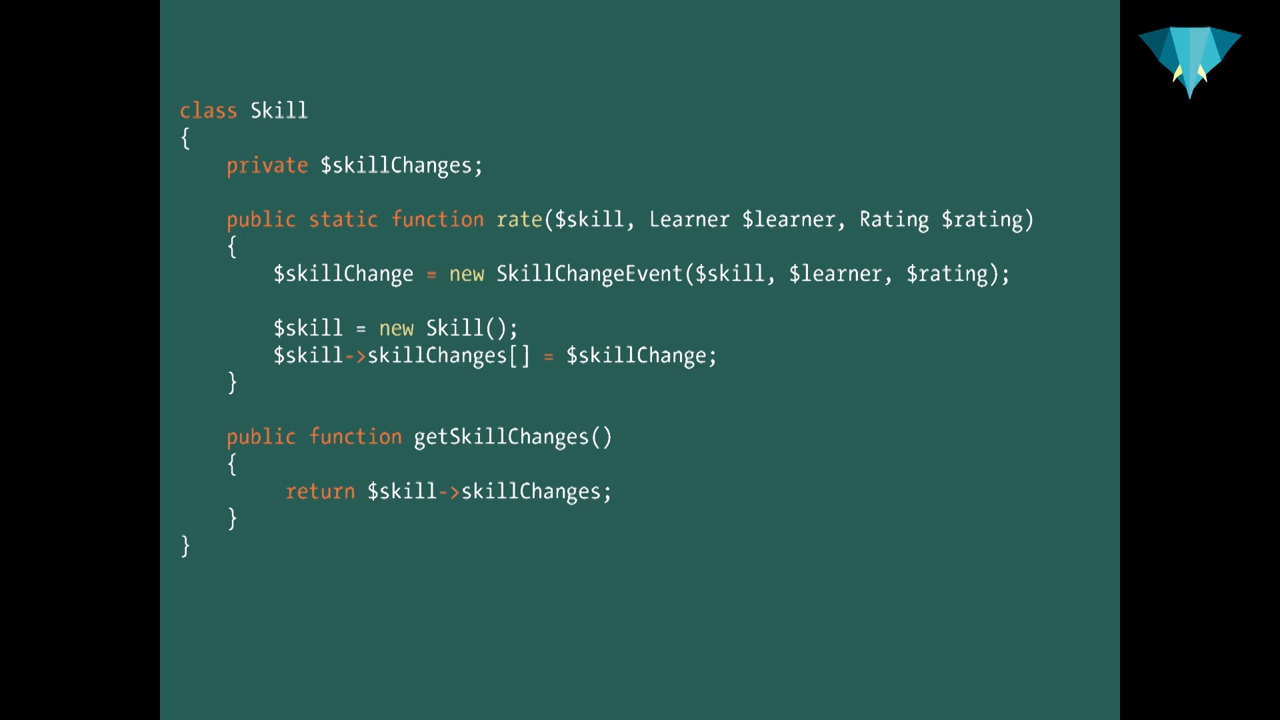 class Skill
{
    private $skillChanges;

    public static function rate($skill, Learner $learner, Rating $rating)
    {
        $skillChange = new SkillChangeEvent($skill, $learner, $rating);

        $skill = new Skill();
        $skill->skillChanges[] = $skillChange;
    }

    public function getSkillChanges()
    {
         return $skill->skillChanges;
    }
}